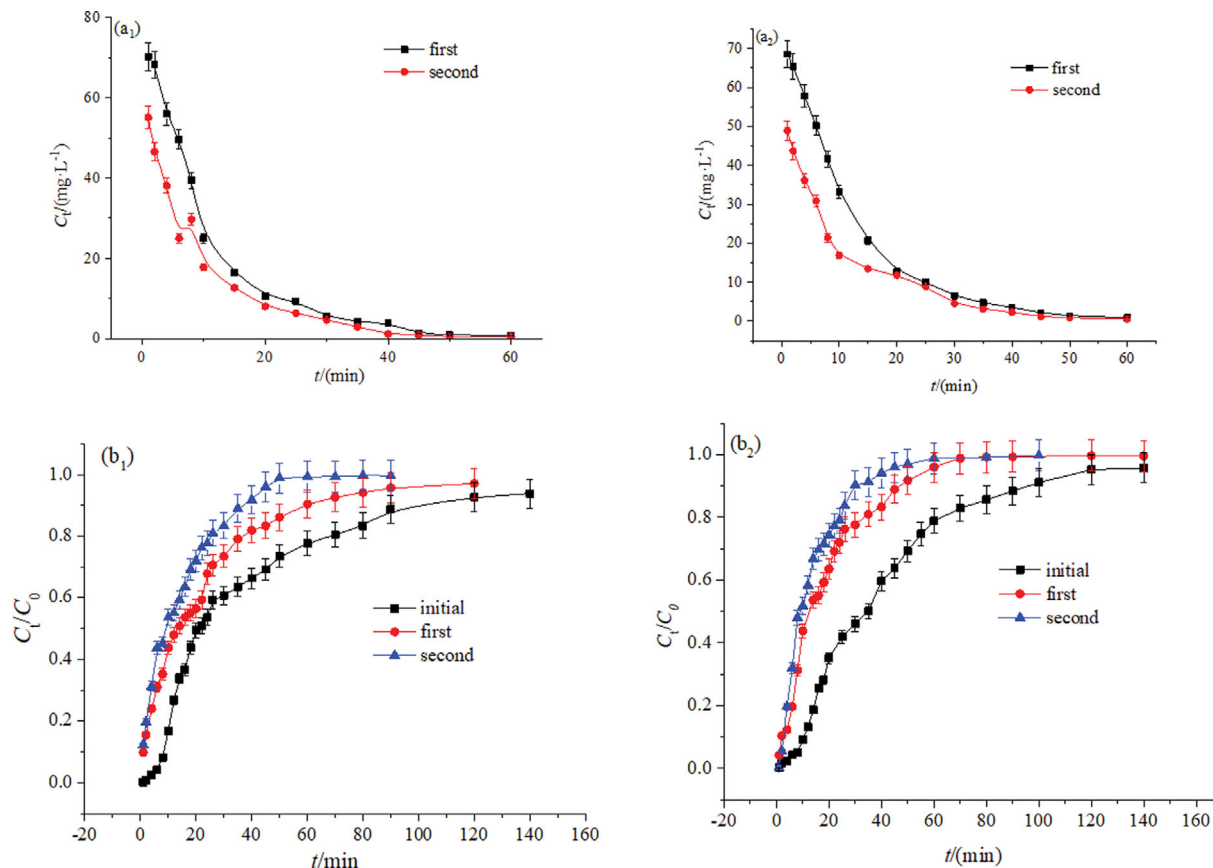 (a₁)
80
60
40
20
0
Cₜ/(mg·L⁻¹)
first
second
0
20
40
60
t/(min)
(a₂)
70
60
50
40
30
20
10
0
Cₜ/(mg·L⁻¹)
first
second
0
10
20
30
40
50
60
t/(min)
(b₁)
1.0
0.8
0.6
0.4
0.2
0.0
Cₜ/C₀
initial
first
second
-20
0
20
40
60
80
100
120
140
160
t/min
(b₂)
1.0
0.8
0.6
0.4
0.2
0.0
Cₜ/C₀
initial
first
second
-20
0
20
40
60
80
100
120
140
160
t/min